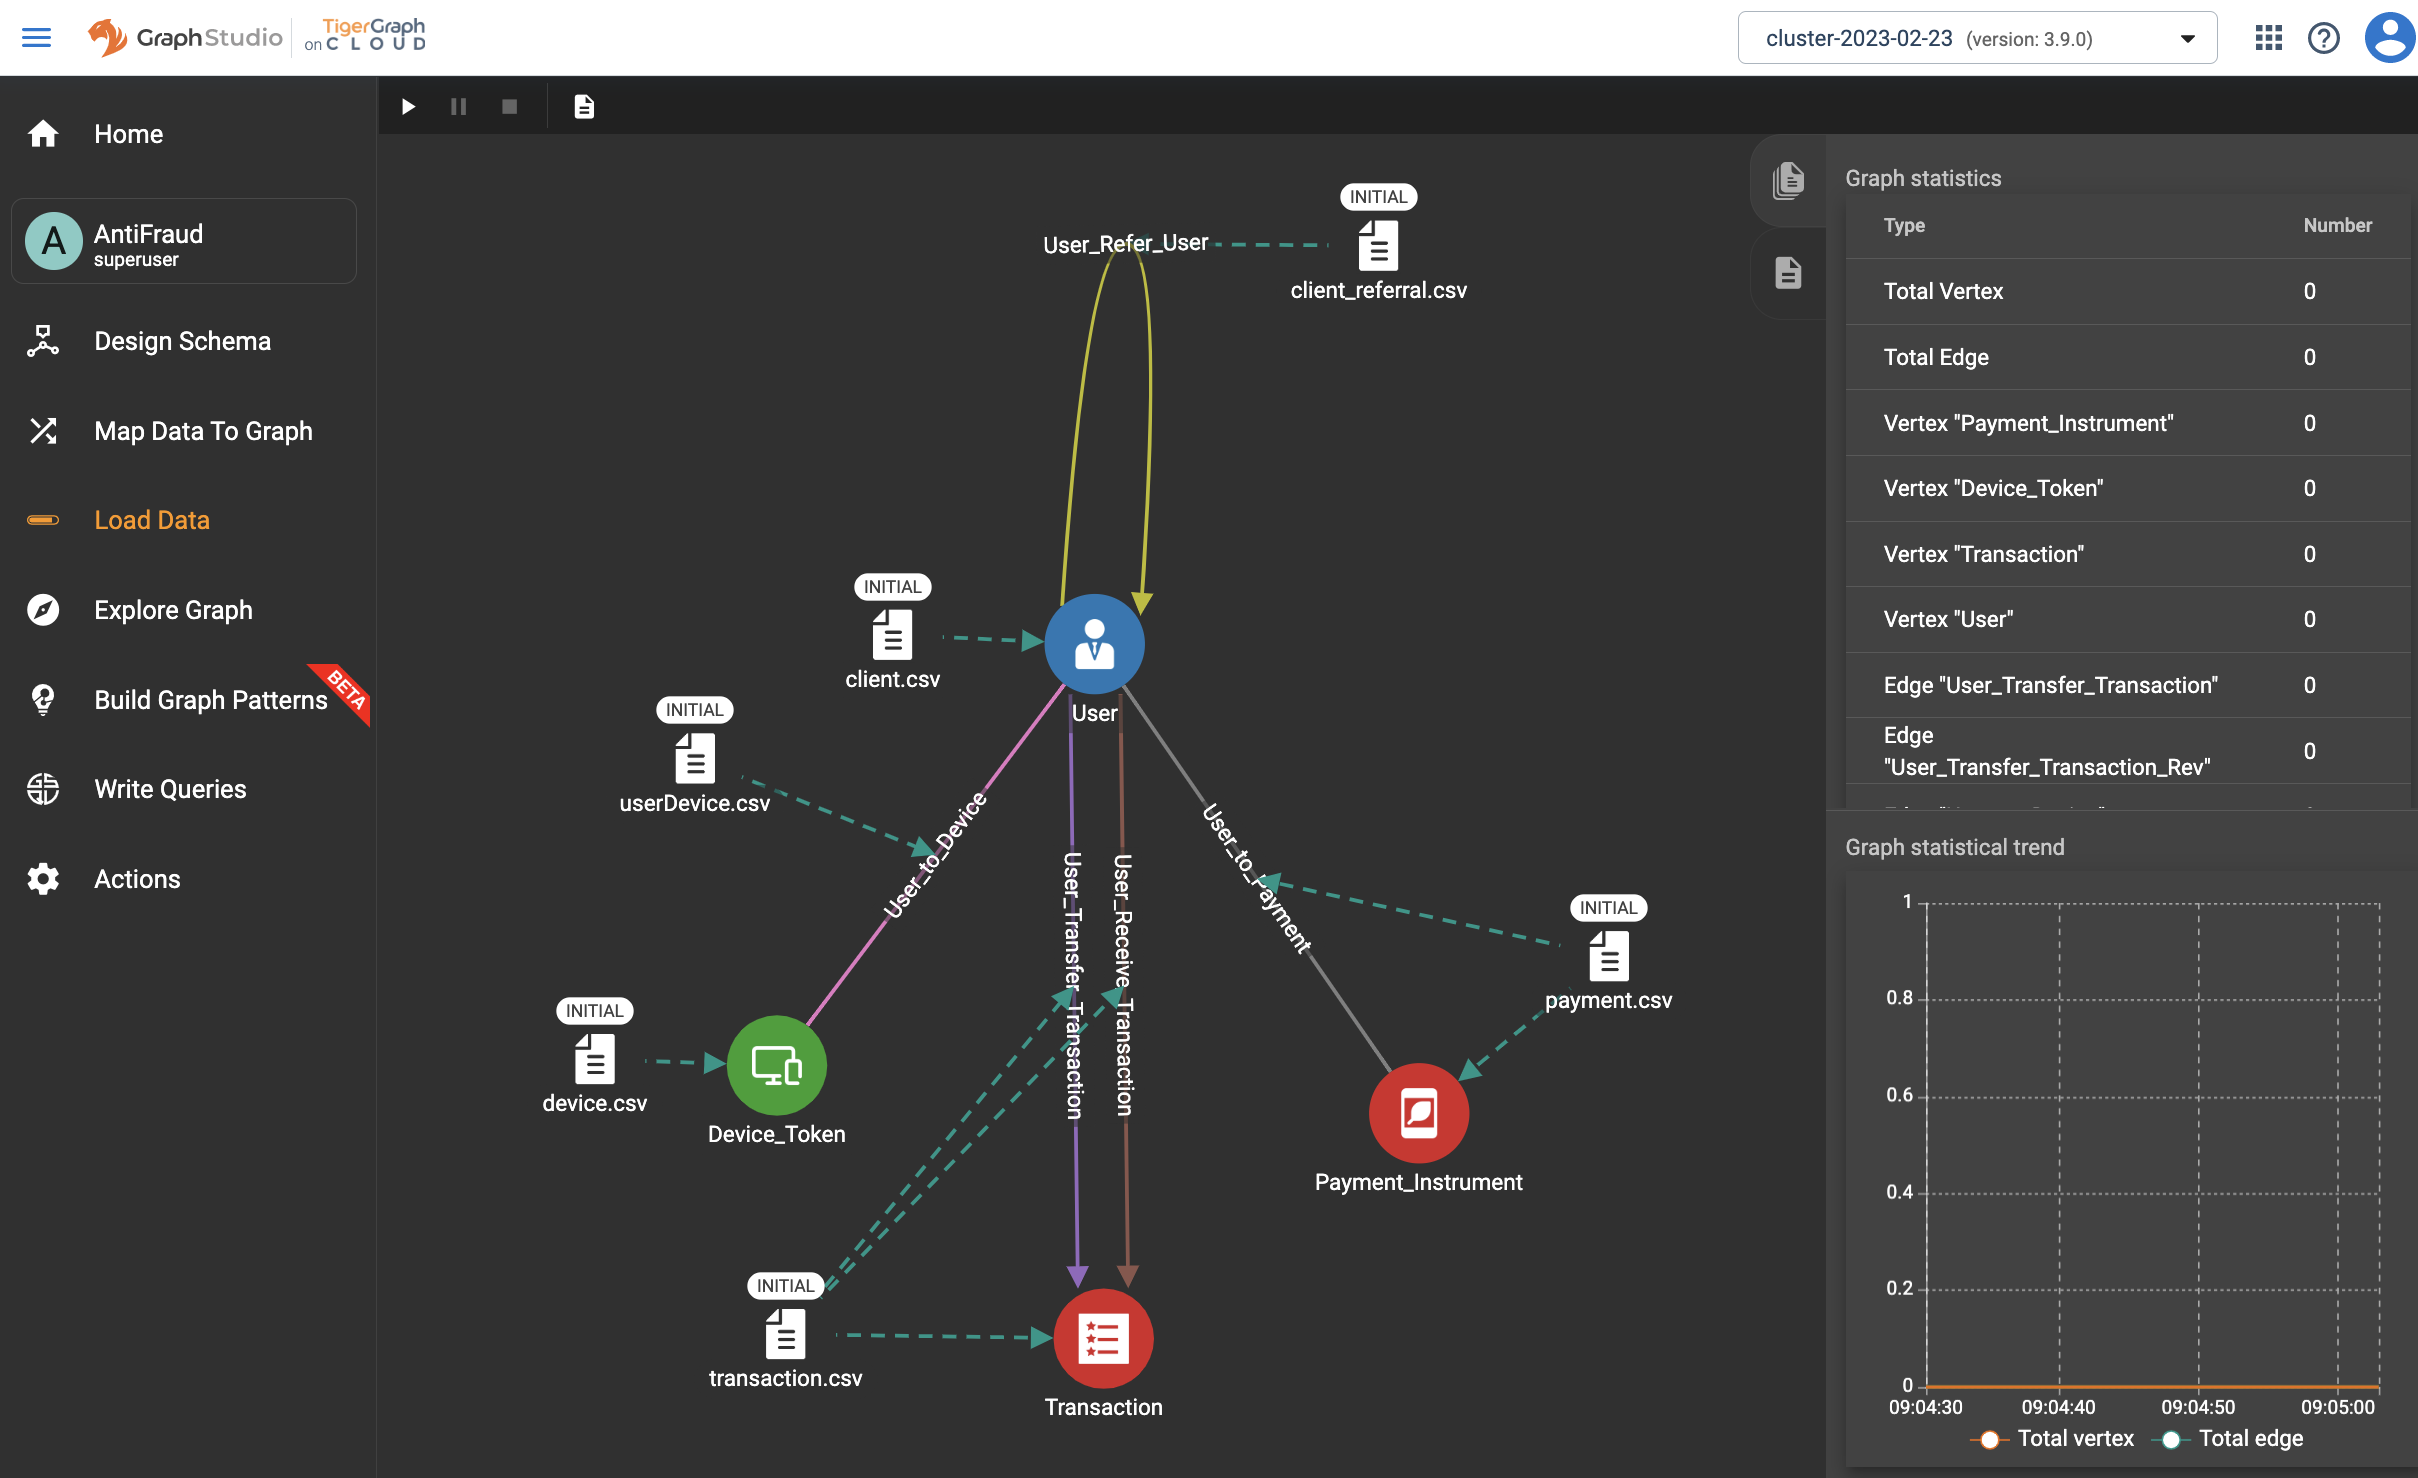 GraphStudio
TigerGraph
on CLOUD
cluster-2023-02-23 (version: 3.9.0)
Home
A
AntiFraud
superuser
Design Schema
Map Data To Graph
Load Data
Explore Graph
Build Graph Patterns
BETA
Write Queries
Actions
INITIAL
User_Refer_User
client_referral.csv
INITIAL
client.csv
User
INITIAL
userDevice.csv
User_to_Device
User_Transfer_Transaction
User_Receive_Transaction
User_to_Payment
INITIAL
payment.csv
INITIAL
device.csv
Device_Token
Payment_Instrument
INITIAL
transaction.csv
Transaction
Graph statistics
Type Number
Total Vertex 0
Total Edge 0
Vertex "Payment_Instrument" 0
Vertex "Device_Token" 0
Vertex "Transaction" 0
Vertex "User" 0
Edge "User_Transfer_Transaction" 0
Edge
"User_Transfer_Transaction_Rev" 0
Graph statistical trend
1
0.8
0.6
0.4
0.2
0
09:04:30 09:04:40 09:04:50 09:05:00
Total vertex Total edge